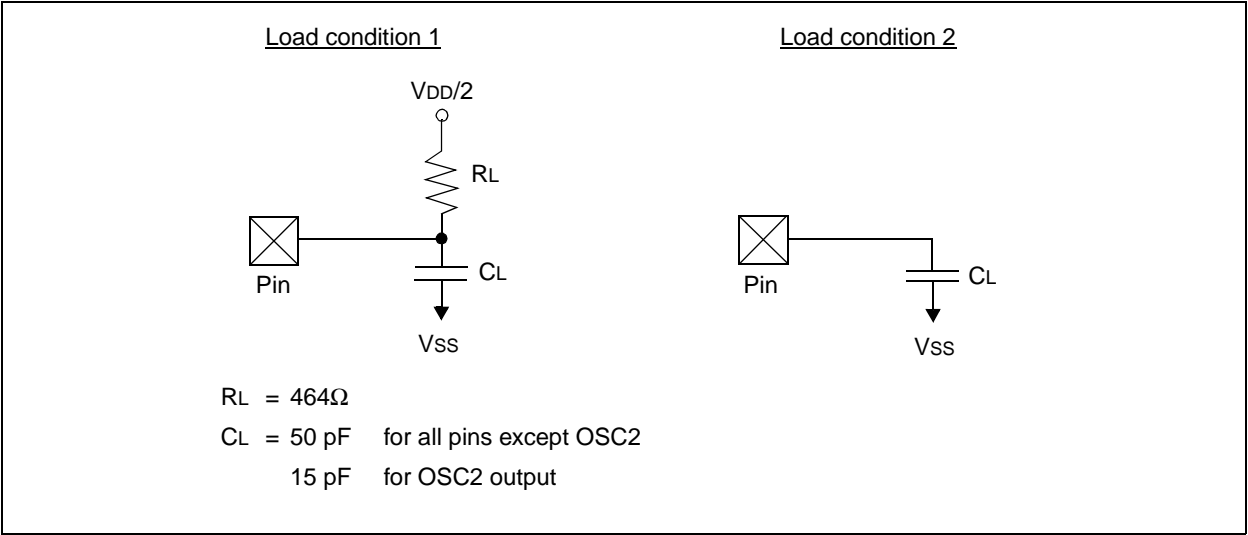 Load condition 1
Load condition 2
VDD/2
RL
Pin
CL
VSS
Pin
CL
VSS
RL = 464Ω
CL = 50 pF for all pins except OSC2
15 pF for OSC2 output